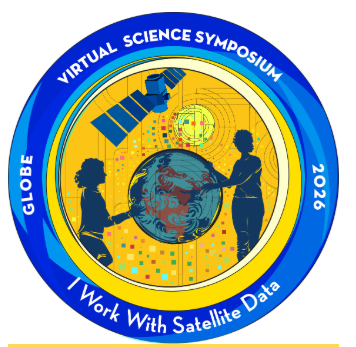 GLOBE VIRTUAL SCIENCE SYMPOSIUM 2026
I Work With Satellite Data